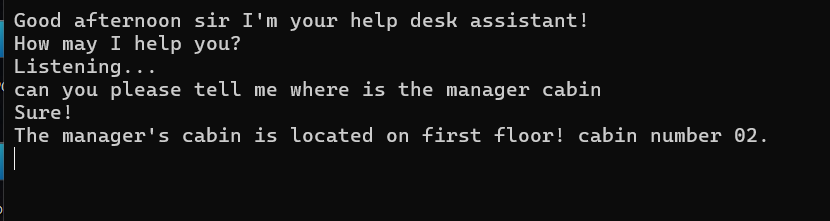 Good afternoon sir I'm your help desk assistant!
How may I help you?
Listening...
can you please tell me where is the manager cabin
Sure!
The manager's cabin is located on first floor! cabin number 02.